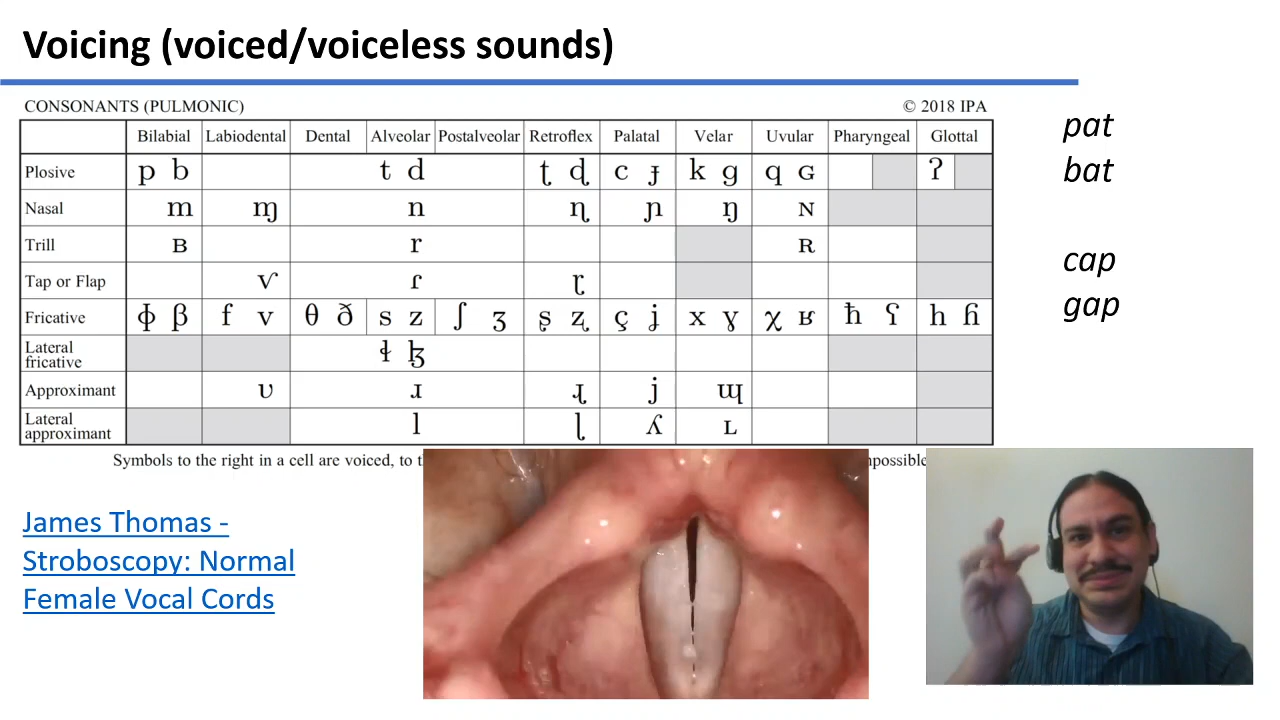 Voicing (voiced/voiceless sounds)
CONSONANTS (PULMONIC) © 2018 IPA
Bilabial Labiodental Dental Alveolar Postalveolar Retroflex Palatal Velar Uvular Pharyngeal Glottal
Plosive p b t d ʈ ɖ c ɟ k ɡ q ɢ ʔ
Nasal m ɱ n ɳ ɲ ŋ ɴ
Trill ʙ r ʀ
Tap or Flap ⱱ ɾ ɽ
Fricative ɸ β f v θ ð s z ʃ ʒ ʂ ʐ ç ʝ x ɣ χ ʁ ħ ʕ h ɦ
Lateral
fricative ɬ ɮ
Approximant ʋ ɹ ɻ j ɰ
Lateral
approximant l ɭ ʎ ʟ
Symbols to the right in a cell are voiced, to
pat
bat
cap
gap
James Thomas -
Stroboscopy: Normal
Female Vocal Cords